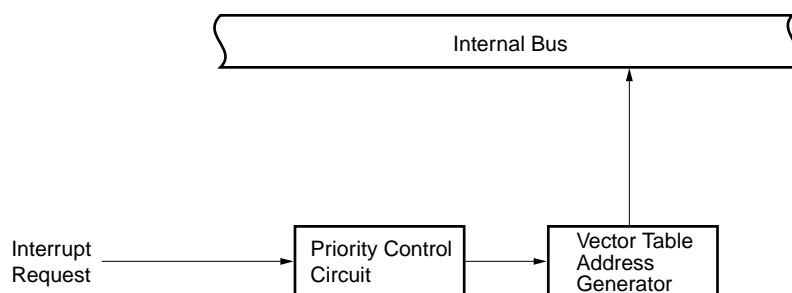 Internal Bus
Interrupt
Request
Priority Control
Circuit
Vector Table
Address
Generator